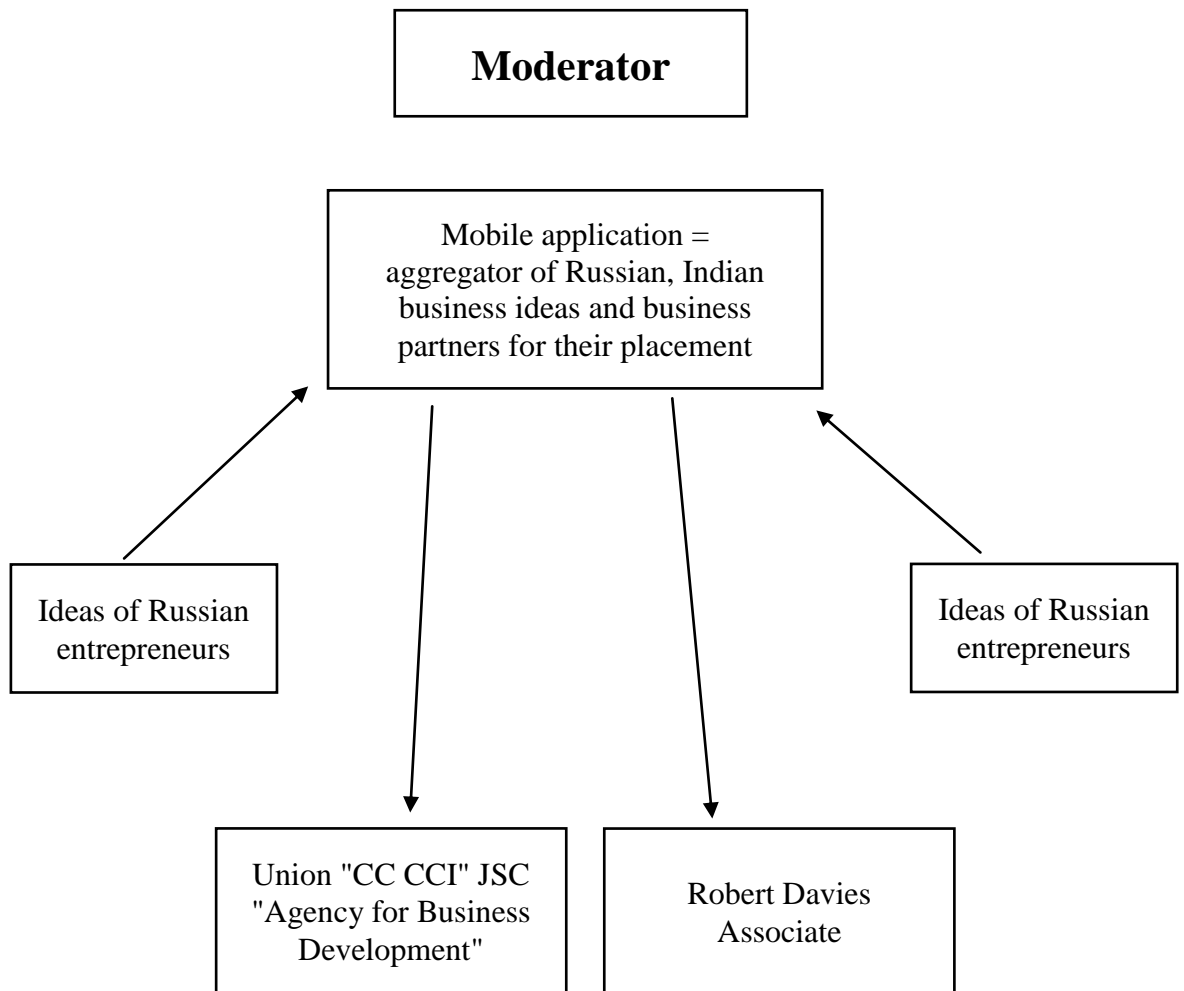 Moderator
Mobile application =
aggregator of Russian, Indian
business ideas and business
partners for their placement
Ideas of Russian
entrepreneurs
Ideas of Russian
entrepreneurs
Union "CC CCI" JSC
"Agency for Business
Development"
Robert Davies
Associate